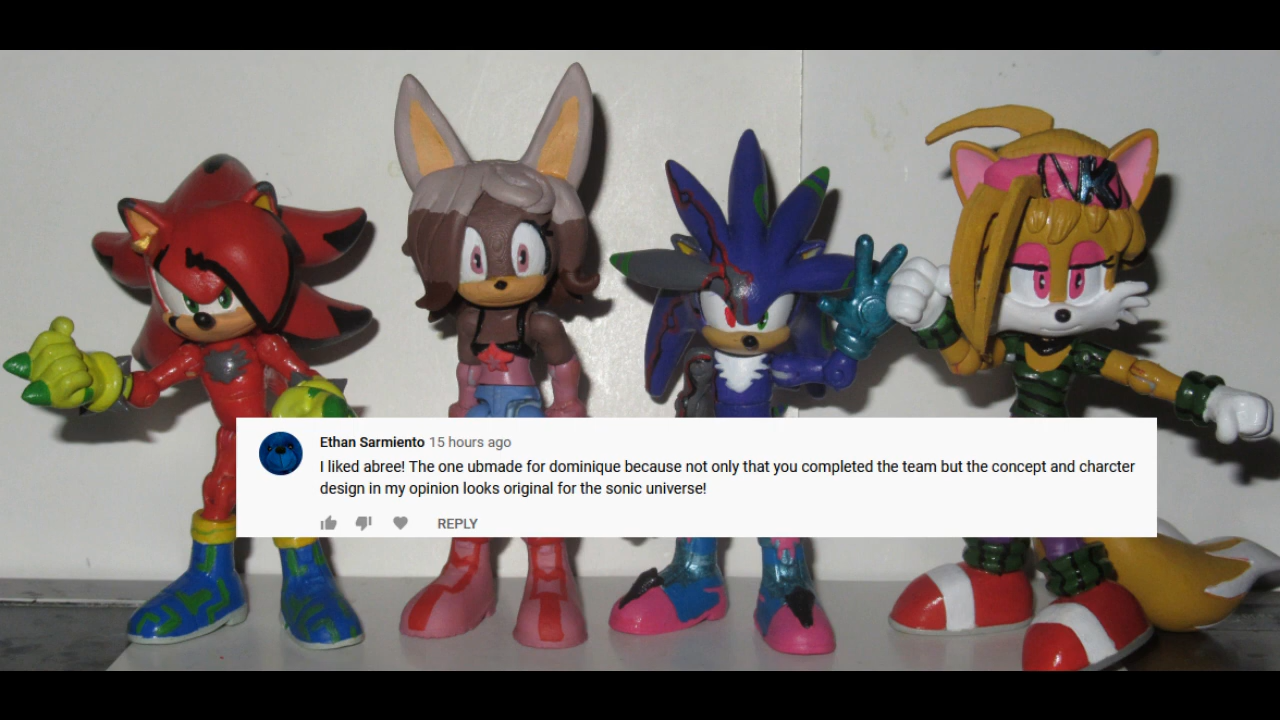 NK
Ethan Sarmiento 15 hours ago
I liked abree! The one ubmade for dominique because not only that you completed the team but the concept and charcter
design in my opinion looks original for the sonic universe!
REPLY